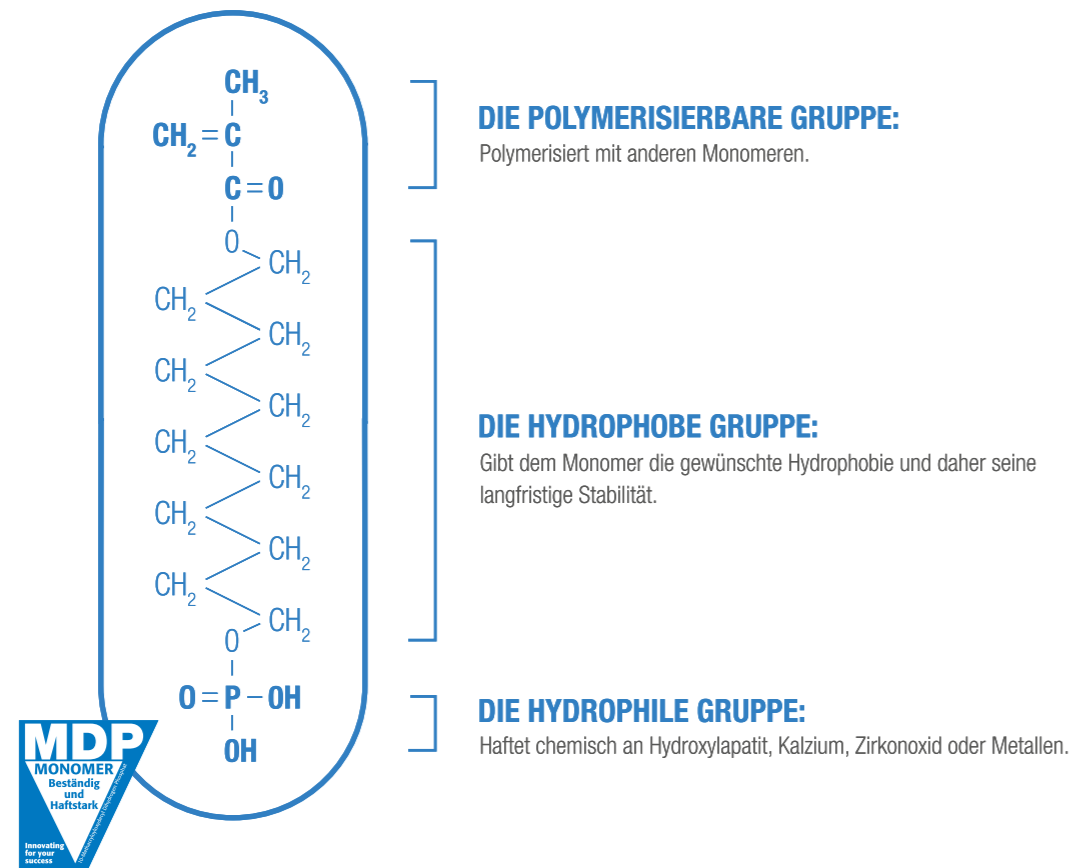 CH3
CH2 = C
C = O
O
CH2
CH2
CH2
CH2
CH2
CH2
CH2
CH2
CH2
CH2
CH2
O
O = P – OH
OH
DIE POLYMERISIERBARE GRUPPE:
Polymerisiert mit anderen Monomeren.
DIE HYDROPHOBE GRUPPE:
Gibt dem Monomer die gewünschte Hydrophobie und daher seine
langfristige Stabilität.
DIE HYDROPHILE GRUPPE:
Haftet chemisch an Hydroxylapatit, Kalzium, Zirkonoxid oder Metallen.
MDP
MONOMER
Beständig
und
Haftstark
Innovating
for your
success